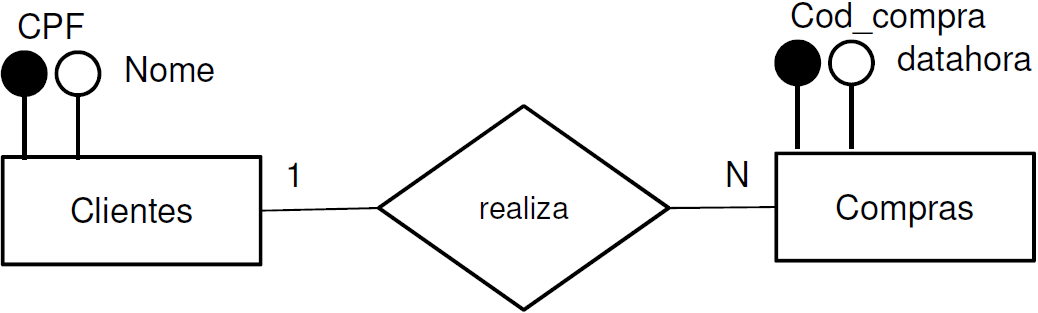 CPF
Nome
Cod_compra
datahora
Clientes
1
realiza
N
Compras